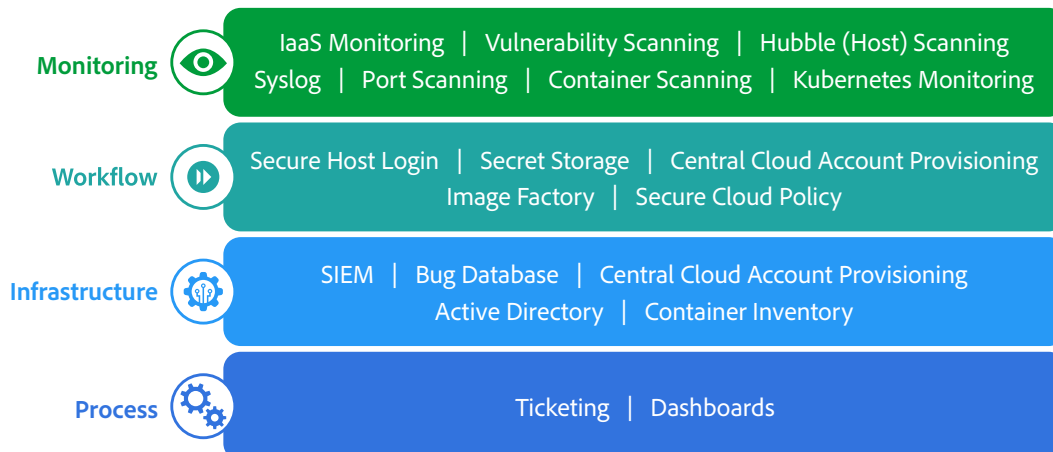 Monitoring
IaaS Monitoring | Vulnerability Scanning | Hubble (Host) Scanning
Syslog | Port Scanning | Container Scanning | Kubernetes Monitoring
Workflow
Secure Host Login | Secret Storage | Central Cloud Account Provisioning
Image Factory | Secure Cloud Policy
Infrastructure
SIEM | Bug Database | Central Cloud Account Provisioning
Active Directory | Container Inventory
Process
Ticketing | Dashboards